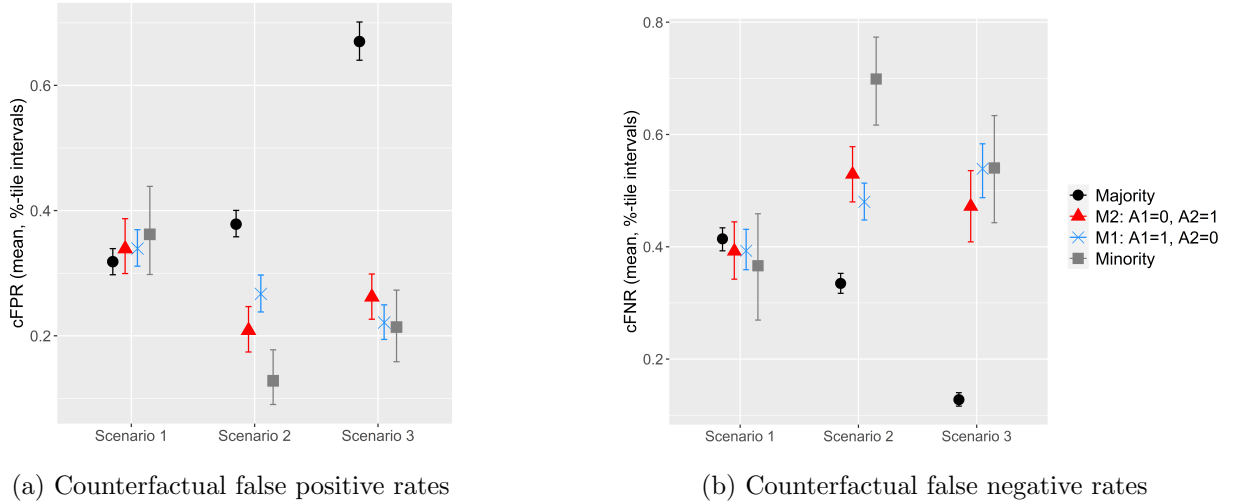 cFPR (mean, %-tile intervals)
0.6
0.4
0.2
Scenario 1
Scenario 2
Scenario 3
(a) Counterfactual false positive rates
cFNR (mean, %-tile intervals)
0.8
0.6
0.4
0.2
Scenario 1
Scenario 2
Scenario 3
Majority
M2: A1=0, A2=1
M1: A1=1, A2=0
Minority
(b) Counterfactual false negative rates